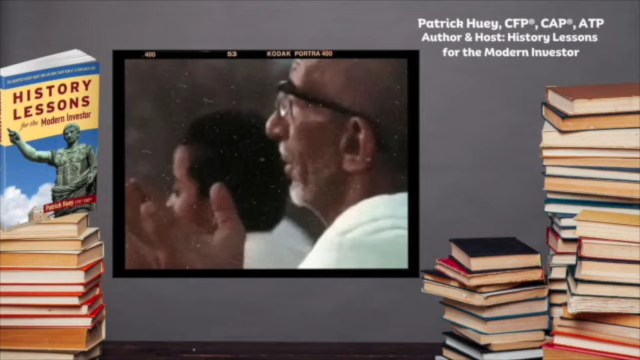 Patrick Huey, CFP®, CAP®, ATP
Author & Host: History Lessons
for the Modern Investor
400
53
KODAK PORTRA 400
HISTORY
LESSONS
for the Modern Investor
Patrick Huey